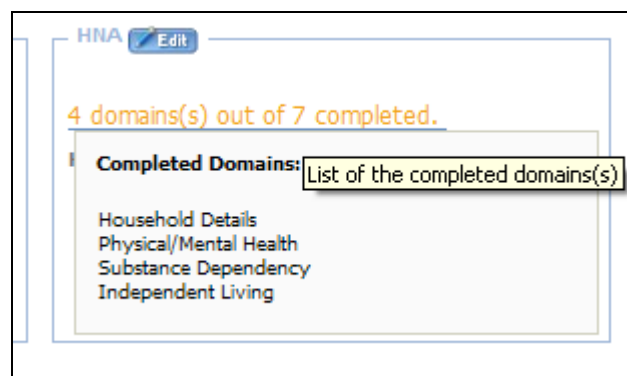 HNA Edit
4 domains(s) out of 7 completed.
Completed Domains:
List of the completed domains(s)
Household Details
Physical/Mental Health
Substance Dependency
Independent Living